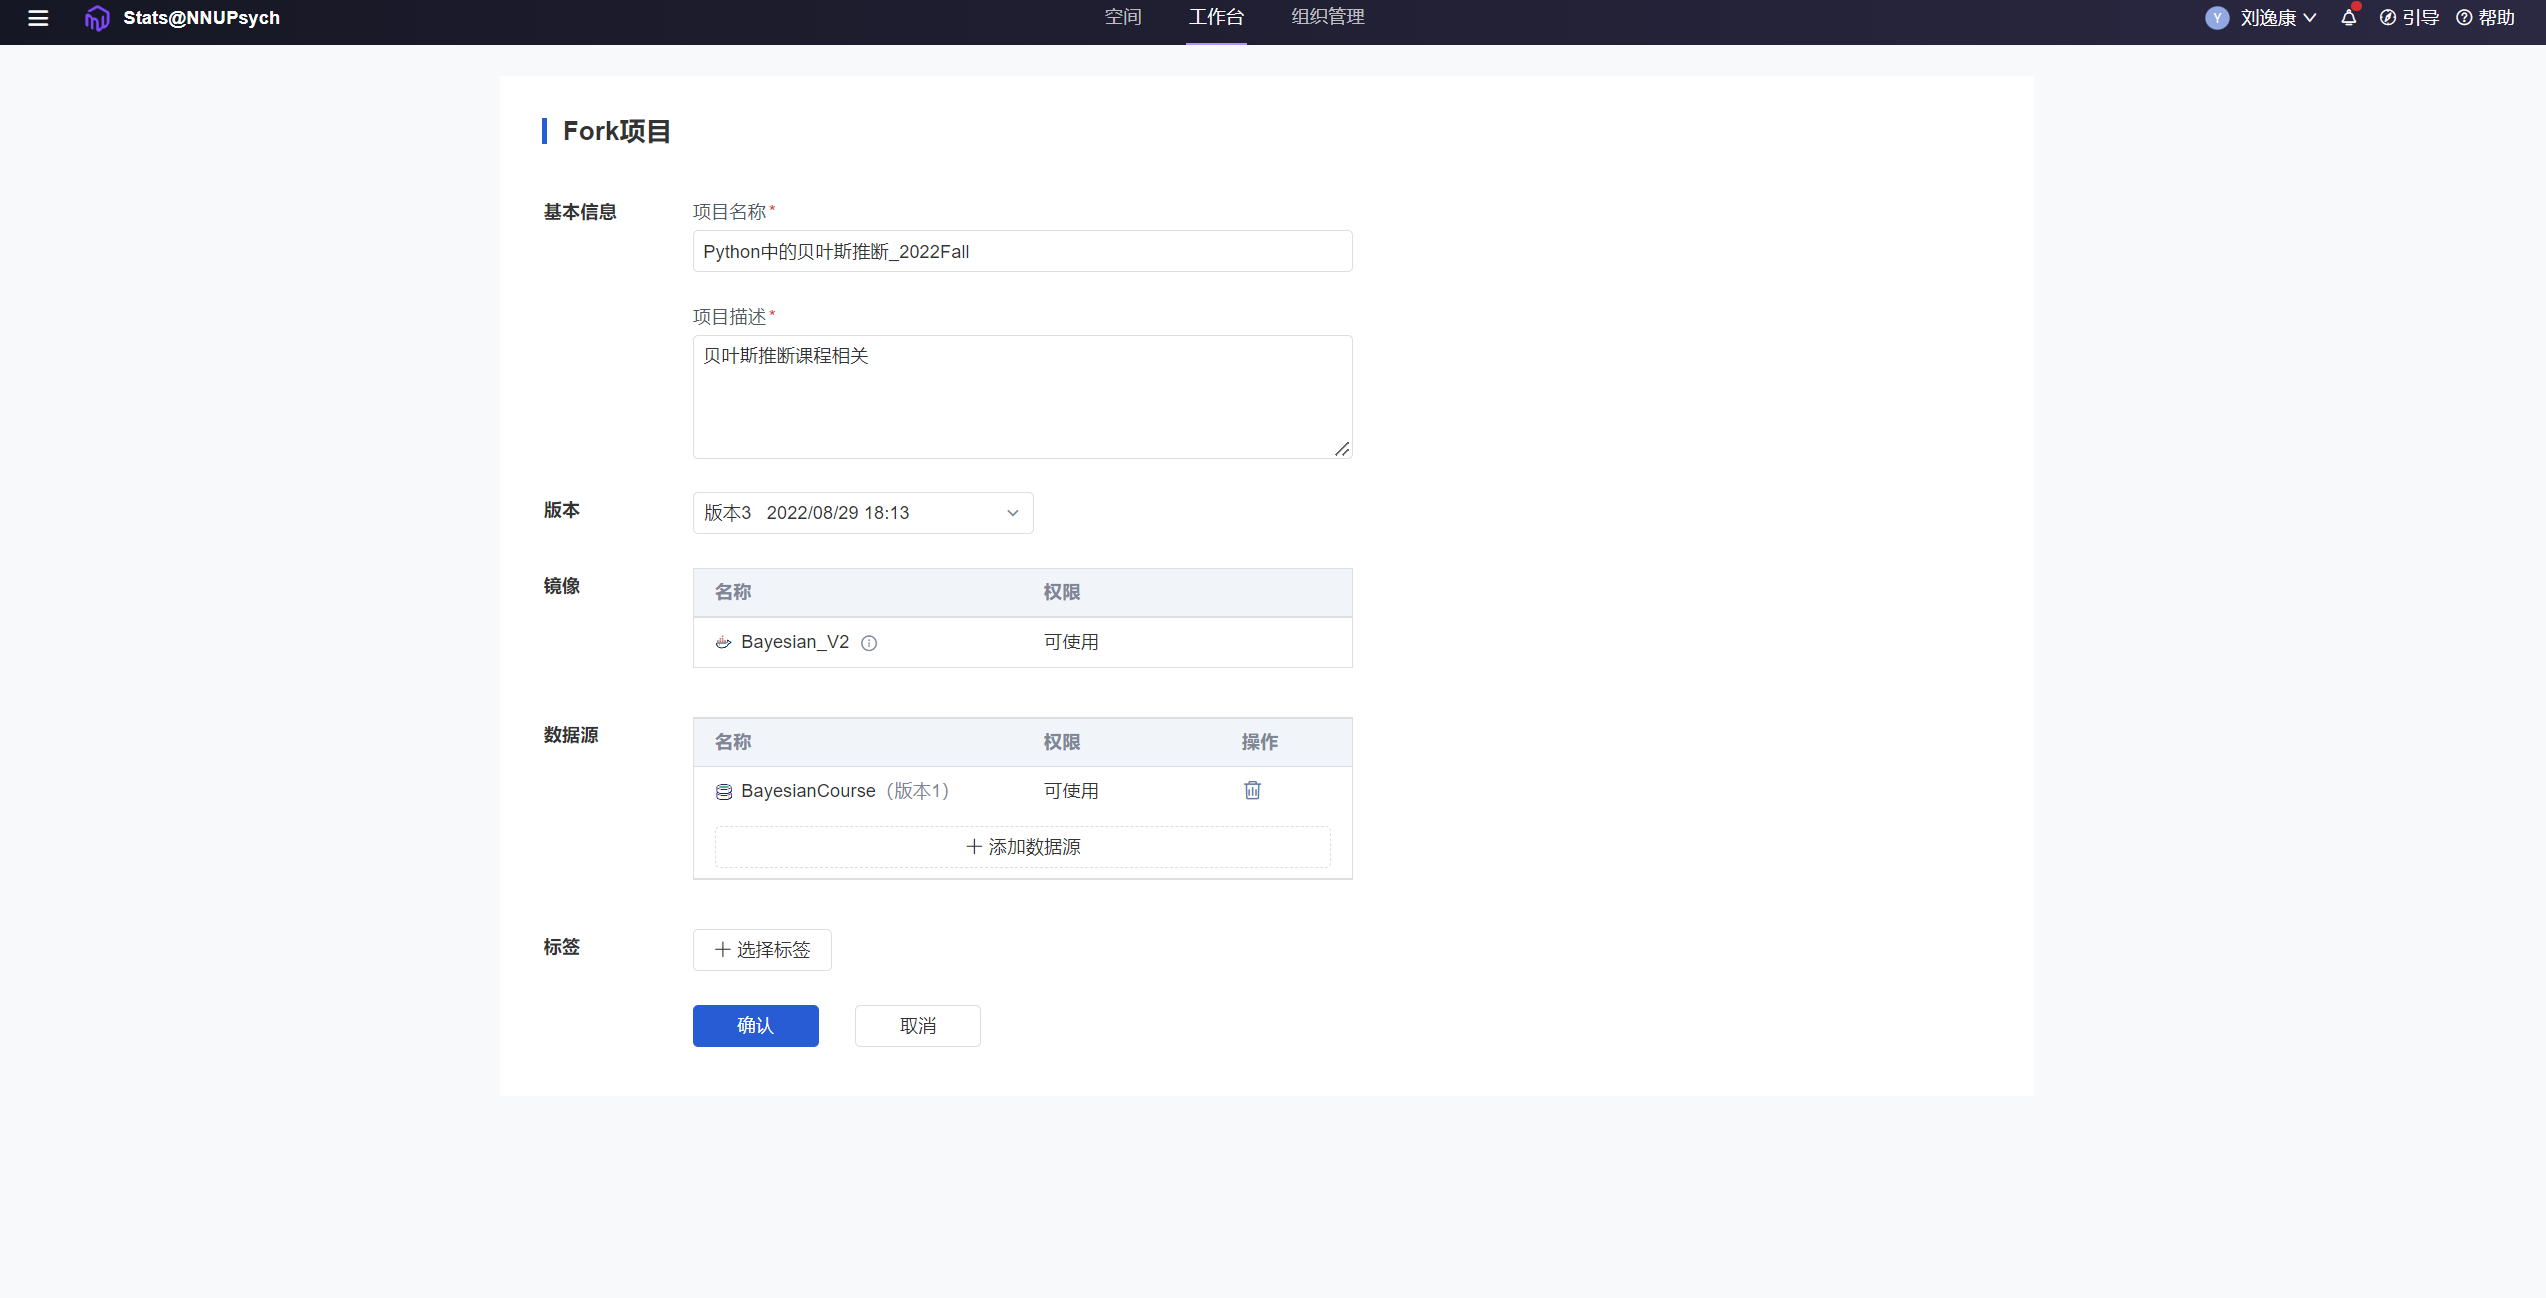 Stats@NNUPsych
空间 工作台 组织管理
Y 刘逸康 引导 帮助
Fork项目
基本信息
项目名称*
Python中的贝叶斯推断_2022Fall
项目描述*
贝叶斯推断课程相关
版本
版本3 2022/08/29 18:13
镜像
名称 权限
Bayesian_V2 可使用
数据源
名称 权限 操作
BayesianCourse（版本1） 可使用
添加数据源
标签
选择标签
确认 取消